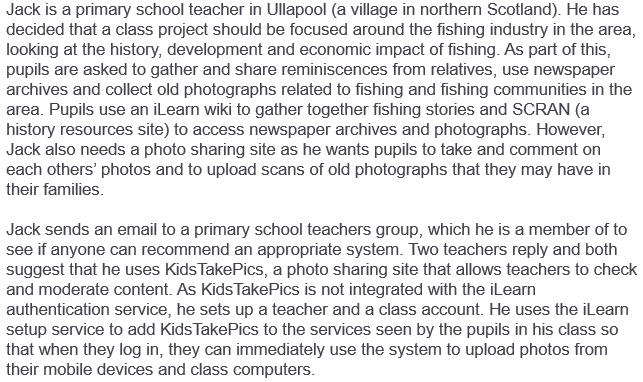 Jack is a primary school teacher in Ullapool (a village in northern Scotland). He has
decided that a class project should be focused around the fishing industry in the area,
looking at the history, development and economic impact of fishing. As part of this,
pupils are asked to gather and share reminiscences from relatives, use newspaper
archives and collect old photographs related to fishing and fishing communities in the
area. Pupils use an iLearn wiki to gather together fishing stories and SCRAN (a
history resources site) to access newspaper archives and photographs. However,
Jack also needs a photo sharing site as he wants pupils to take and comment on
each others’ photos and to upload scans of old photographs that they may have in
their families.
Jack sends an email to a primary school teachers group, which he is a member of to
see if anyone can recommend an appropriate system. Two teachers reply and both
suggest that he uses KidsTakePics, a photo sharing site that allows teachers to check
and moderate content. As KidsTakePics is not integrated with the iLearn
authentication service, he sets up a teacher and a class account. He uses the iLearn
setup service to add KidsTakePics to the services seen by the pupils in his class so
that when they log in, they can immediately use the system to upload photos from
their mobile devices and class computers.